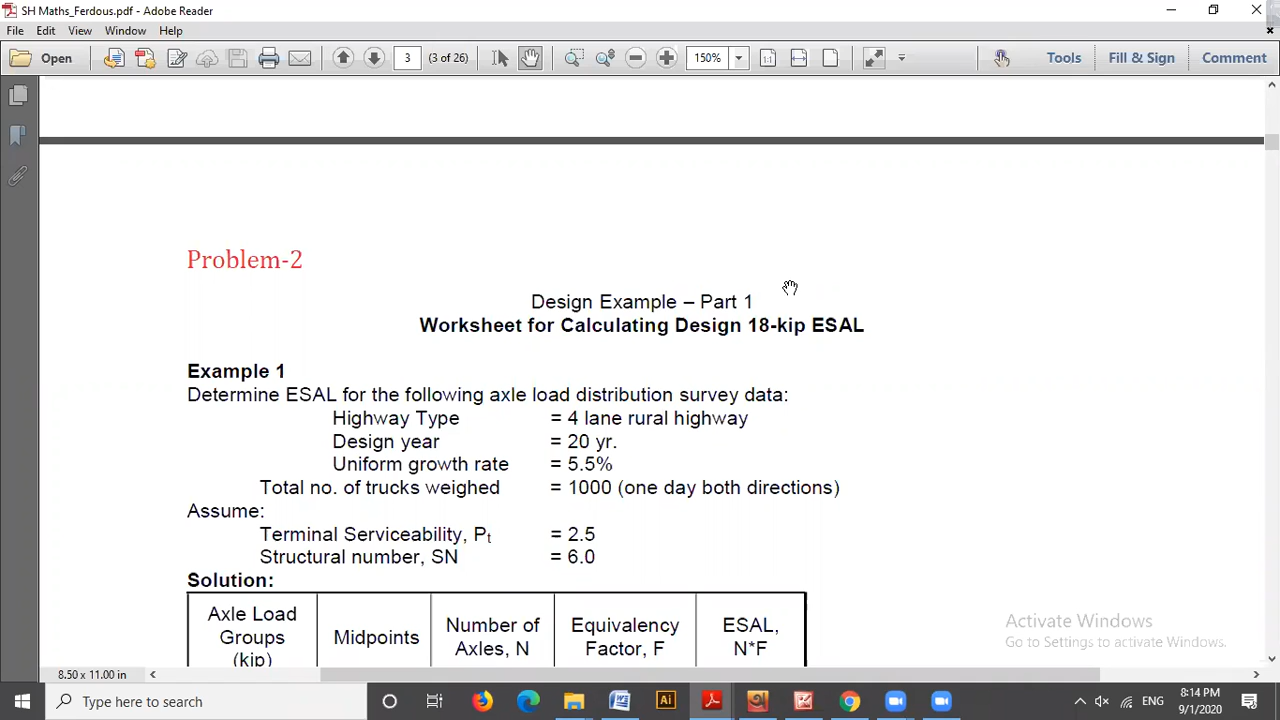 SH Maths_Ferdous.pdf - Adobe Reader
File Edit View Window Help
Open 3 (3 of 26) 150% Tools Fill & Sign Comment
Problem-2
Design Example – Part 1
Worksheet for Calculating Design 18-kip ESAL
Example 1
Determine ESAL for the following axle load distribution survey data:
Highway Type = 4 lane rural highway
Design year = 20 yr.
Uniform growth rate = 5.5%
Total no. of trucks weighed = 1000 (one day both directions)
Assume:
Terminal Serviceability, Pt = 2.5
Structural number, SN = 6.0
Solution:
Axle Load Groups (kip) Midpoints Number of Axles, N Equivalency Factor, F ESAL, N*F
Activate Windows
Go to Settings to activate Windows.
8.50 x 11.00 in
Type here to search
Ai
ENG
8:14 PM
9/1/2020